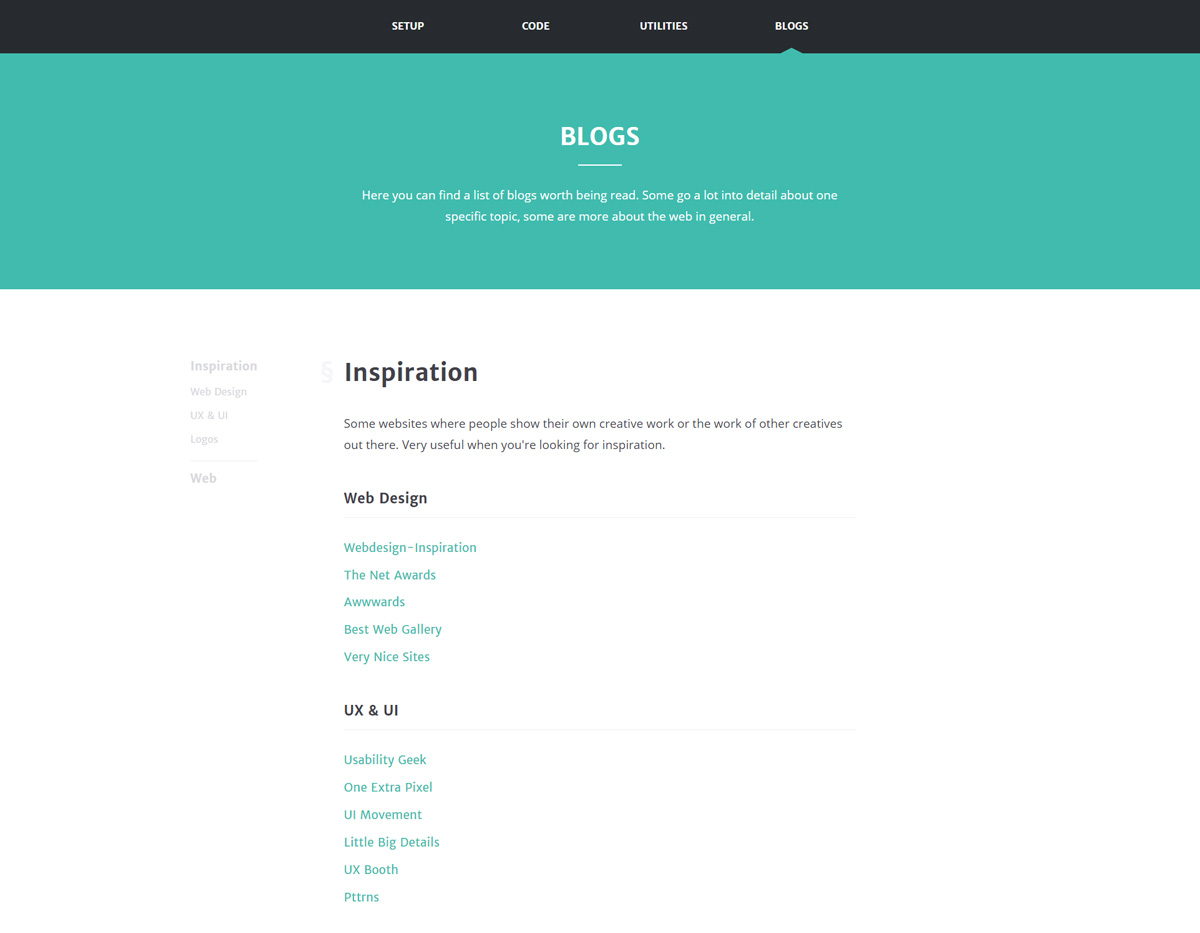 SETUP CODE UTILITIES BLOGS
BLOGS
Here you can find a list of blogs worth being read. Some go a lot into detail about one
specific topic, some are more about the web in general.
Inspiration
Web Design
UX & UI
Logos
Web
§ Inspiration
Some websites where people show their own creative work or the work of other creatives
out there. Very useful when you're looking for inspiration.
Web Design
Webdesign-Inspiration
The Net Awards
Awwwards
Best Web Gallery
Very Nice Sites
UX & UI
Usability Geek
One Extra Pixel
UI Movement
Little Big Details
UX Booth
Pttrns